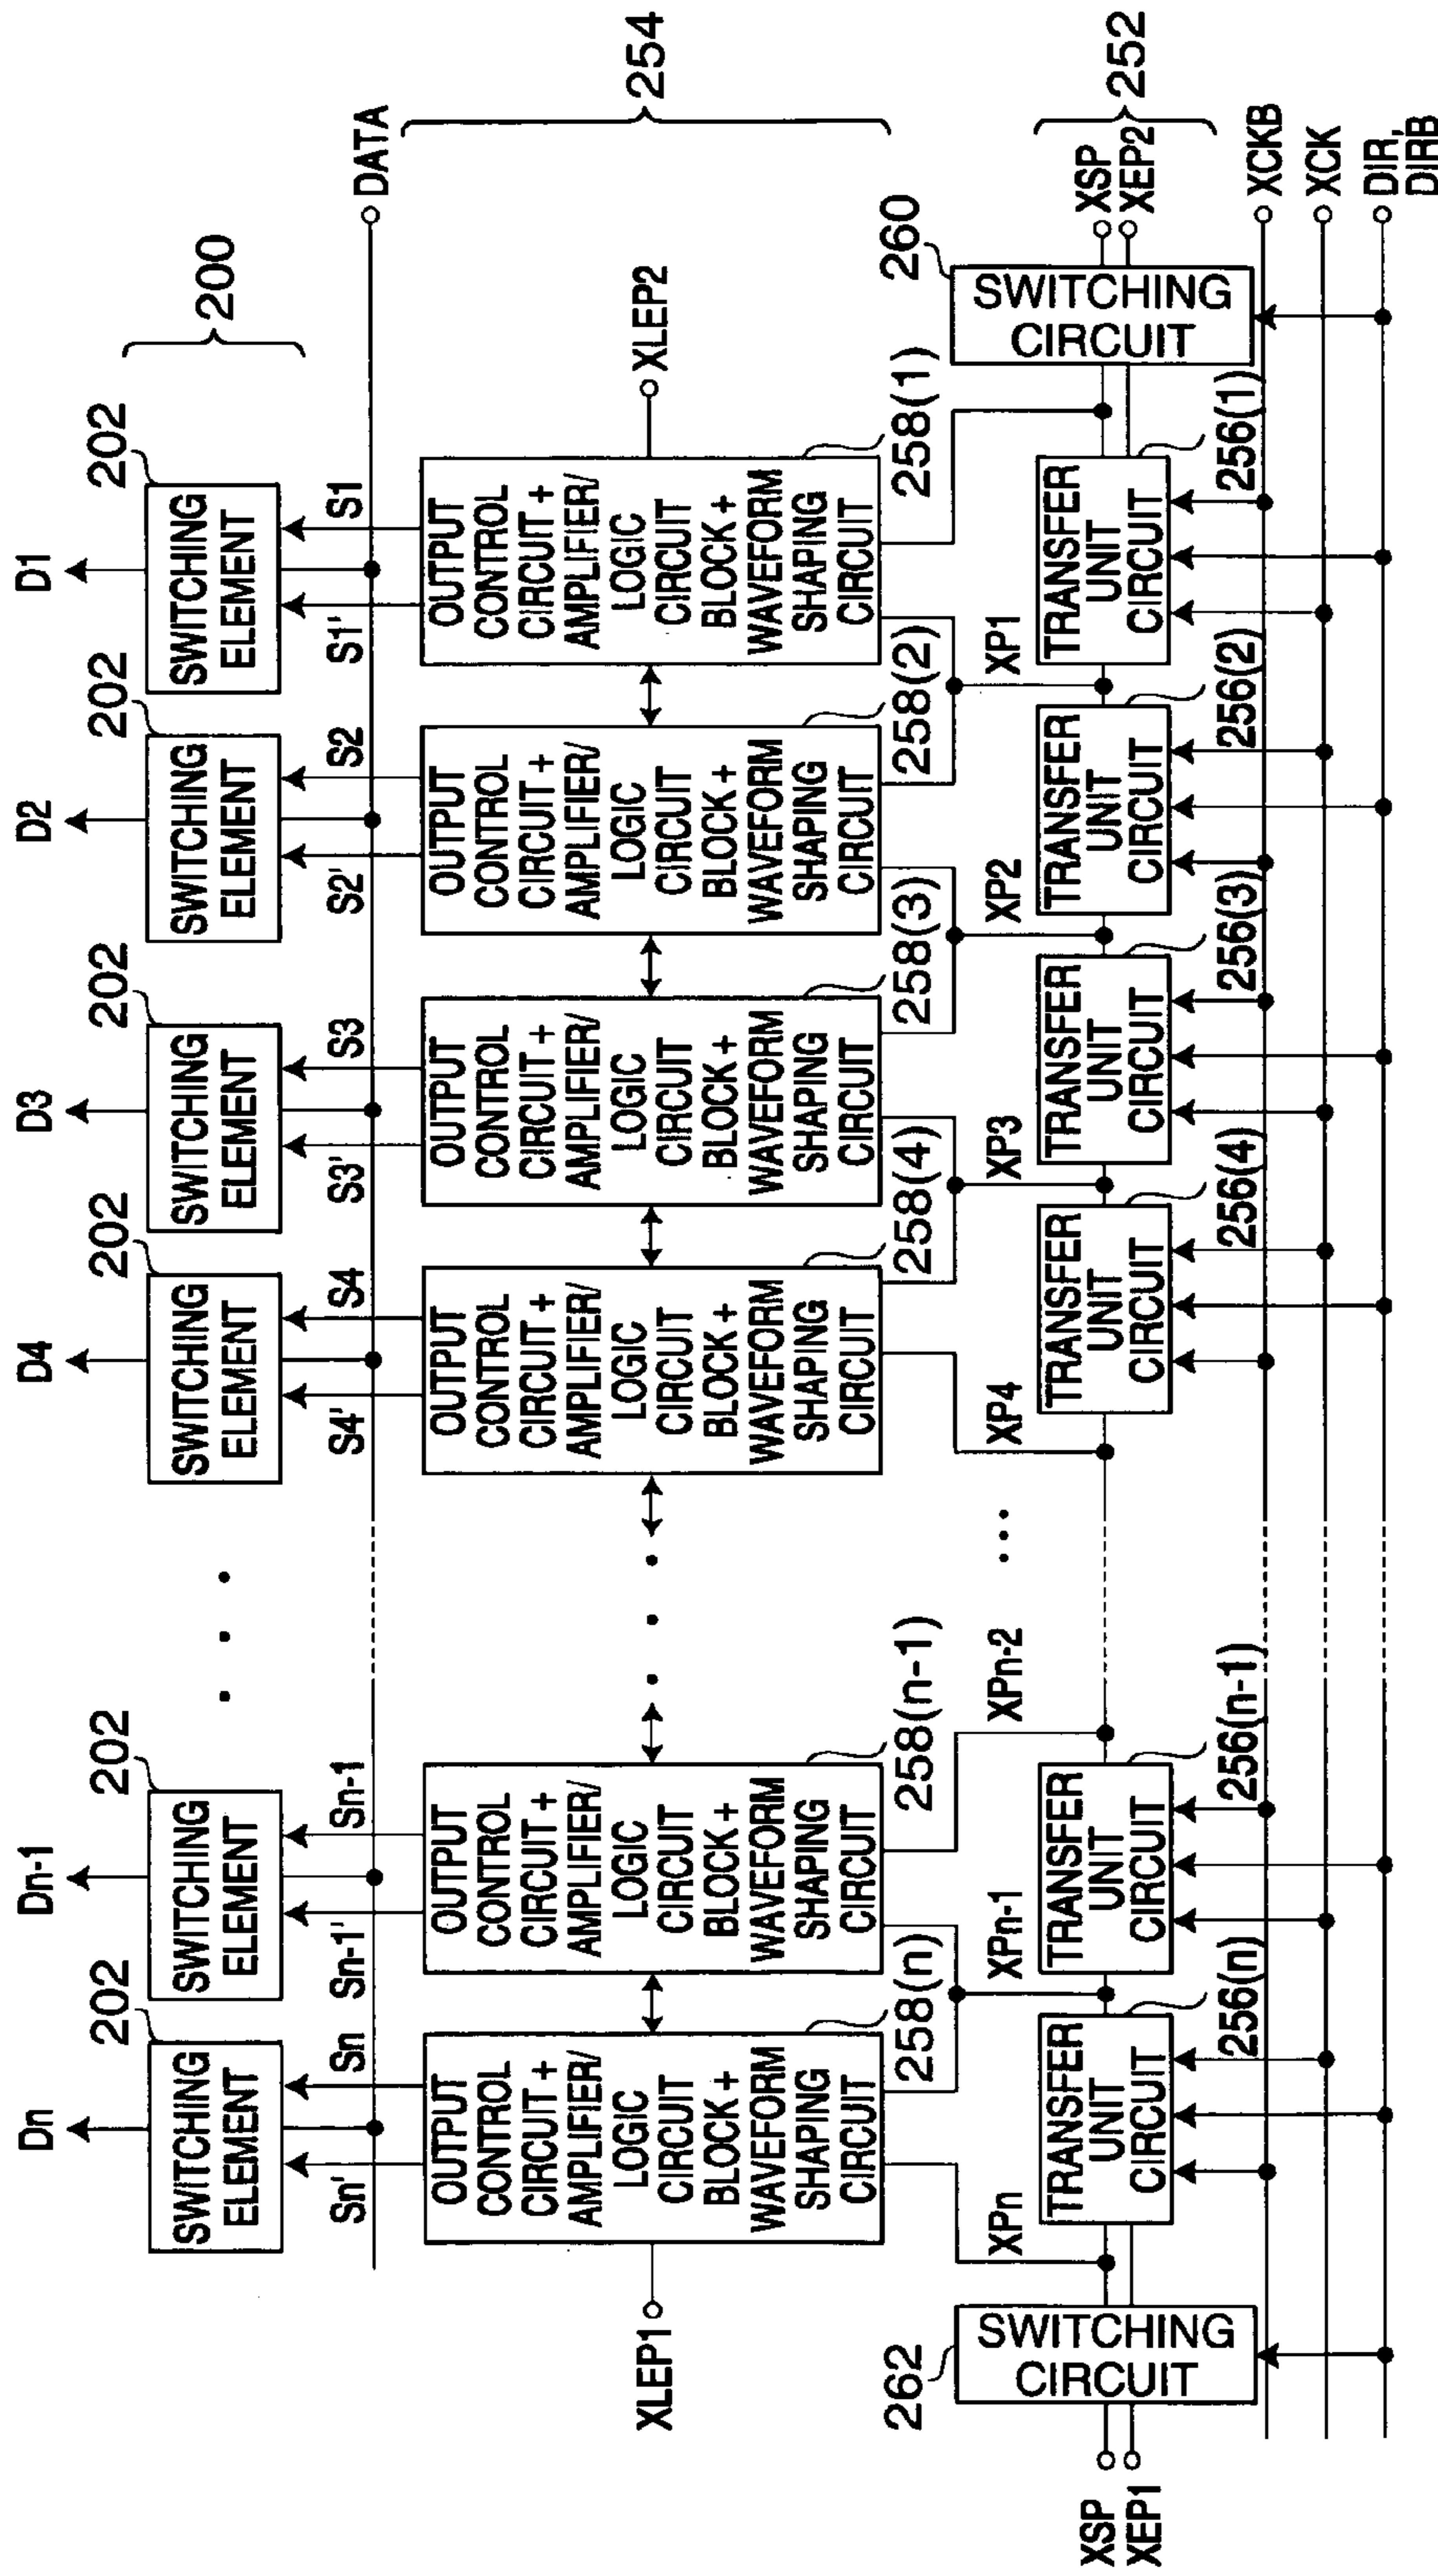 Dn
Dn-1
D4
D3
D2
D1
202
202
202
202
202
202
200
SWITCHING
ELEMENT
SWITCHING
ELEMENT
. . .
SWITCHING
ELEMENT
SWITCHING
ELEMENT
SWITCHING
ELEMENT
SWITCHING
ELEMENT
Sn'
Sn
Sn-1'
Sn-1
S4'
S4
S3'
S3
S2'
S2
S1'
S1
DATA
OUTPUT
CONTROL
CIRCUIT +
AMPLIFIER/
LOGIC
CIRCUIT
BLOCK +
WAVEFORM
SHAPING
CIRCUIT
OUTPUT
CONTROL
CIRCUIT +
AMPLIFIER/
LOGIC
CIRCUIT
BLOCK +
WAVEFORM
SHAPING
CIRCUIT
. . .
OUTPUT
CONTROL
CIRCUIT +
AMPLIFIER/
LOGIC
CIRCUIT
BLOCK +
WAVEFORM
SHAPING
CIRCUIT
OUTPUT
CONTROL
CIRCUIT +
AMPLIFIER/
LOGIC
CIRCUIT
BLOCK +
WAVEFORM
SHAPING
CIRCUIT
OUTPUT
CONTROL
CIRCUIT +
AMPLIFIER/
LOGIC
CIRCUIT
BLOCK +
WAVEFORM
SHAPING
CIRCUIT
OUTPUT
CONTROL
CIRCUIT +
AMPLIFIER/
LOGIC
CIRCUIT
BLOCK +
WAVEFORM
SHAPING
CIRCUIT
XLEP1
XLEP2
254
262
258(n)
258(n-1)
258(4)
258(3)
258(2)
258(1)
260
XPn
XPn-1
XPn-2
...
XP4
XP3
XP2
XP1
XSP
XEP1
SWITCHING
CIRCUIT
TRANSFER
UNIT
CIRCUIT
TRANSFER
UNIT
CIRCUIT
TRANSFER
UNIT
CIRCUIT
TRANSFER
UNIT
CIRCUIT
TRANSFER
UNIT
CIRCUIT
TRANSFER
UNIT
CIRCUIT
SWITCHING
CIRCUIT
XSP
XEP2
252
256(n)
256(n-1)
256(4)
256(3)
256(2)
256(1)
XCKB
XCK
DIR,
DIRB